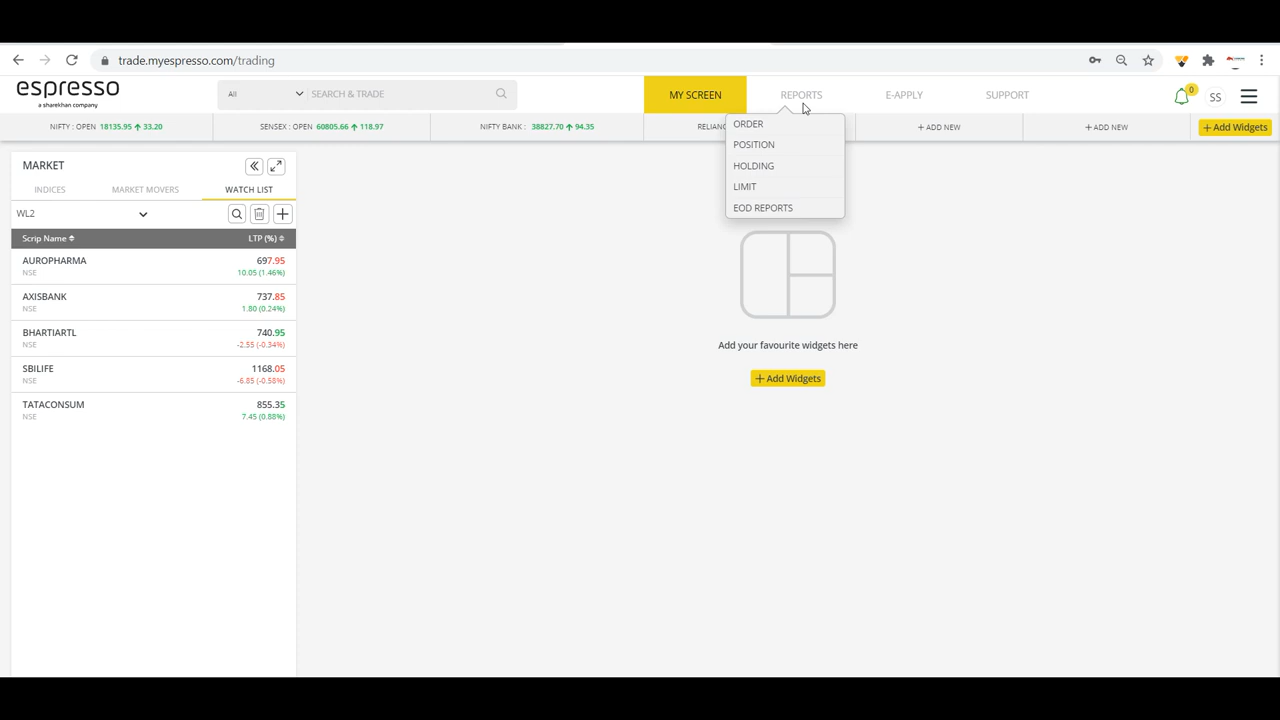 trade.myespresso.com/trading
espresso
a sharekhan company
All
SEARCH & TRADE
MY SCREEN
REPORTS
E-APPLY
SUPPORT
0
SS
NIFTY : OPEN 18135.95 ↑ 33.20
SENSEX : OPEN 60805.66 ↑ 118.97
NIFTY BANK : 38827.70 ↑ 94.35
RELIANC
+ ADD NEW
+ ADD NEW
+ Add Widgets
ORDER
POSITION
HOLDING
LIMIT
EOD REPORTS
MARKET
INDICES
MARKET MOVERS
WATCH LIST
WL2
Scrip Name
LTP (%)
AUROPHARMA 697.95
NSE 10.05 (1.46%)
AXISBANK 737.85
NSE 1.80 (0.24%)
BHARTIARTL 740.95
NSE -2.55 (-0.34%)
SBILIFE 1168.05
NSE -6.85 (-0.58%)
TATACONSUM 855.35
NSE 7.45 (0.88%)
Add your favourite widgets here
+ Add Widgets